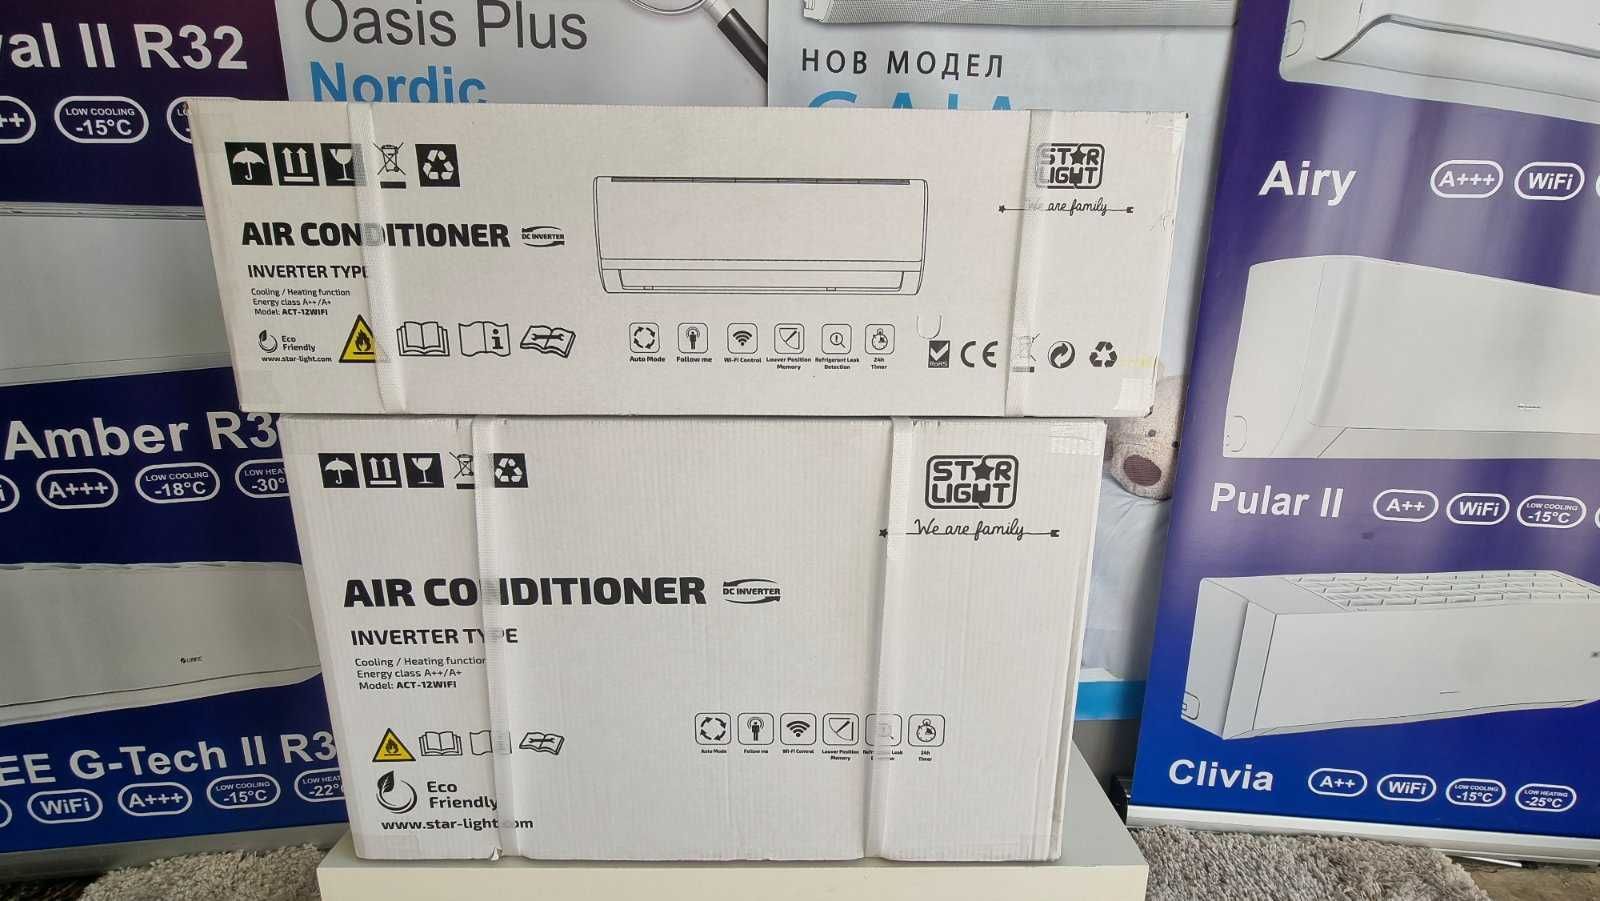 val II R32
++
LOW COOLING
-15°C
Amber R3
A+++
LOW COOLING
-18°C
LOW HEAT
-30°
EE G-Tech II R3
WiFi
A+++
LOW COOLING
-15°C
LOW HEAT
-22°
GREE
Oasis Plus
Nordic
НОВ МОДЕЛ
GAIA
STAR
LIGHT
We are family
AIR CONDITIONER
DC INVERTER
INVERTER TYPE
Cooling / Heating function
Energy class A++/A+
Model: ACT-12WIFI
Eco
Friendly
www.star-light.com
Auto Mode
Follow me
Wi-Fi Control
Louver Position
Memory
Refrigerant Leak
Detection
24h
Timer
RoHS
CE
STAR
LIGHT
We are family
AIR CONDITIONER
DC INVERTER
INVERTER TYPE
Cooling / Heating function
Energy class A++/A+
Model: ACT-12WIFI
Auto Mode
Follow me
Wi-Fi Control
Louver Position
Memory
Leak
24h
Timer
Eco
Friendly
www.star-light.com
Airy
A+++
WiFi
Pular II
A++
WiFi
LOW COOLING
-15°C
Clivia
A++
WiFi
LOW COOLING
-15°C
LOW HEATING
-25°C